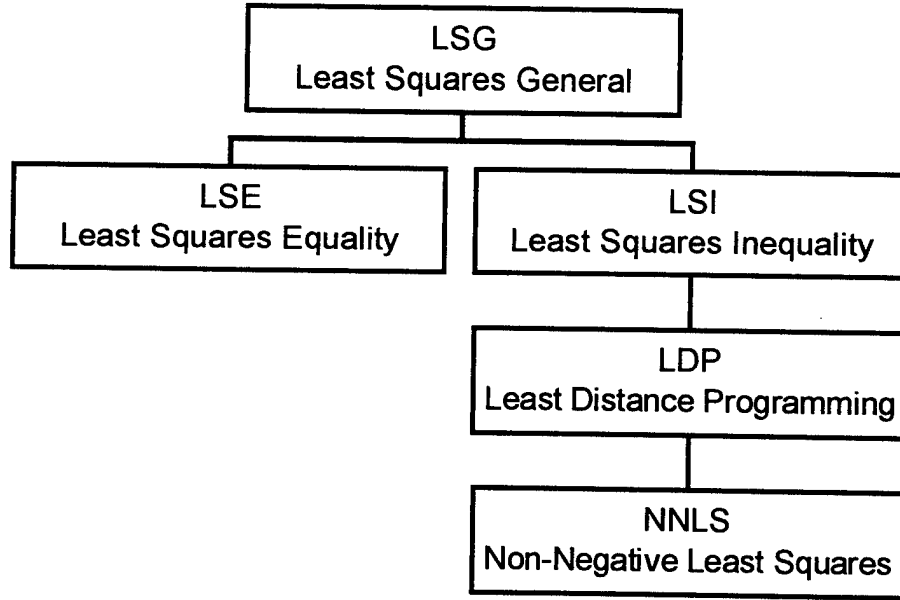 LSG
Least Squares General
LSE
Least Squares Equality
LSI
Least Squares Inequality
LDP
Least Distance Programming
NNLS
Non-Negative Least Squares